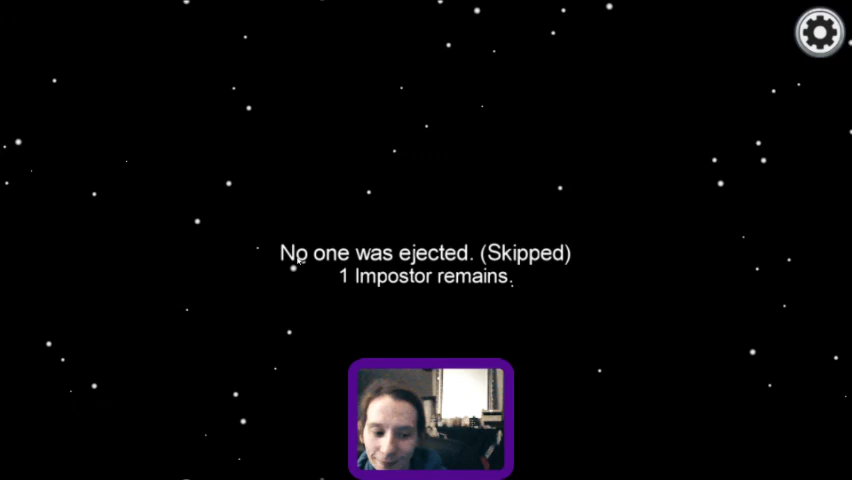 No one was ejected. (Skipped)
1 Impostor remains.